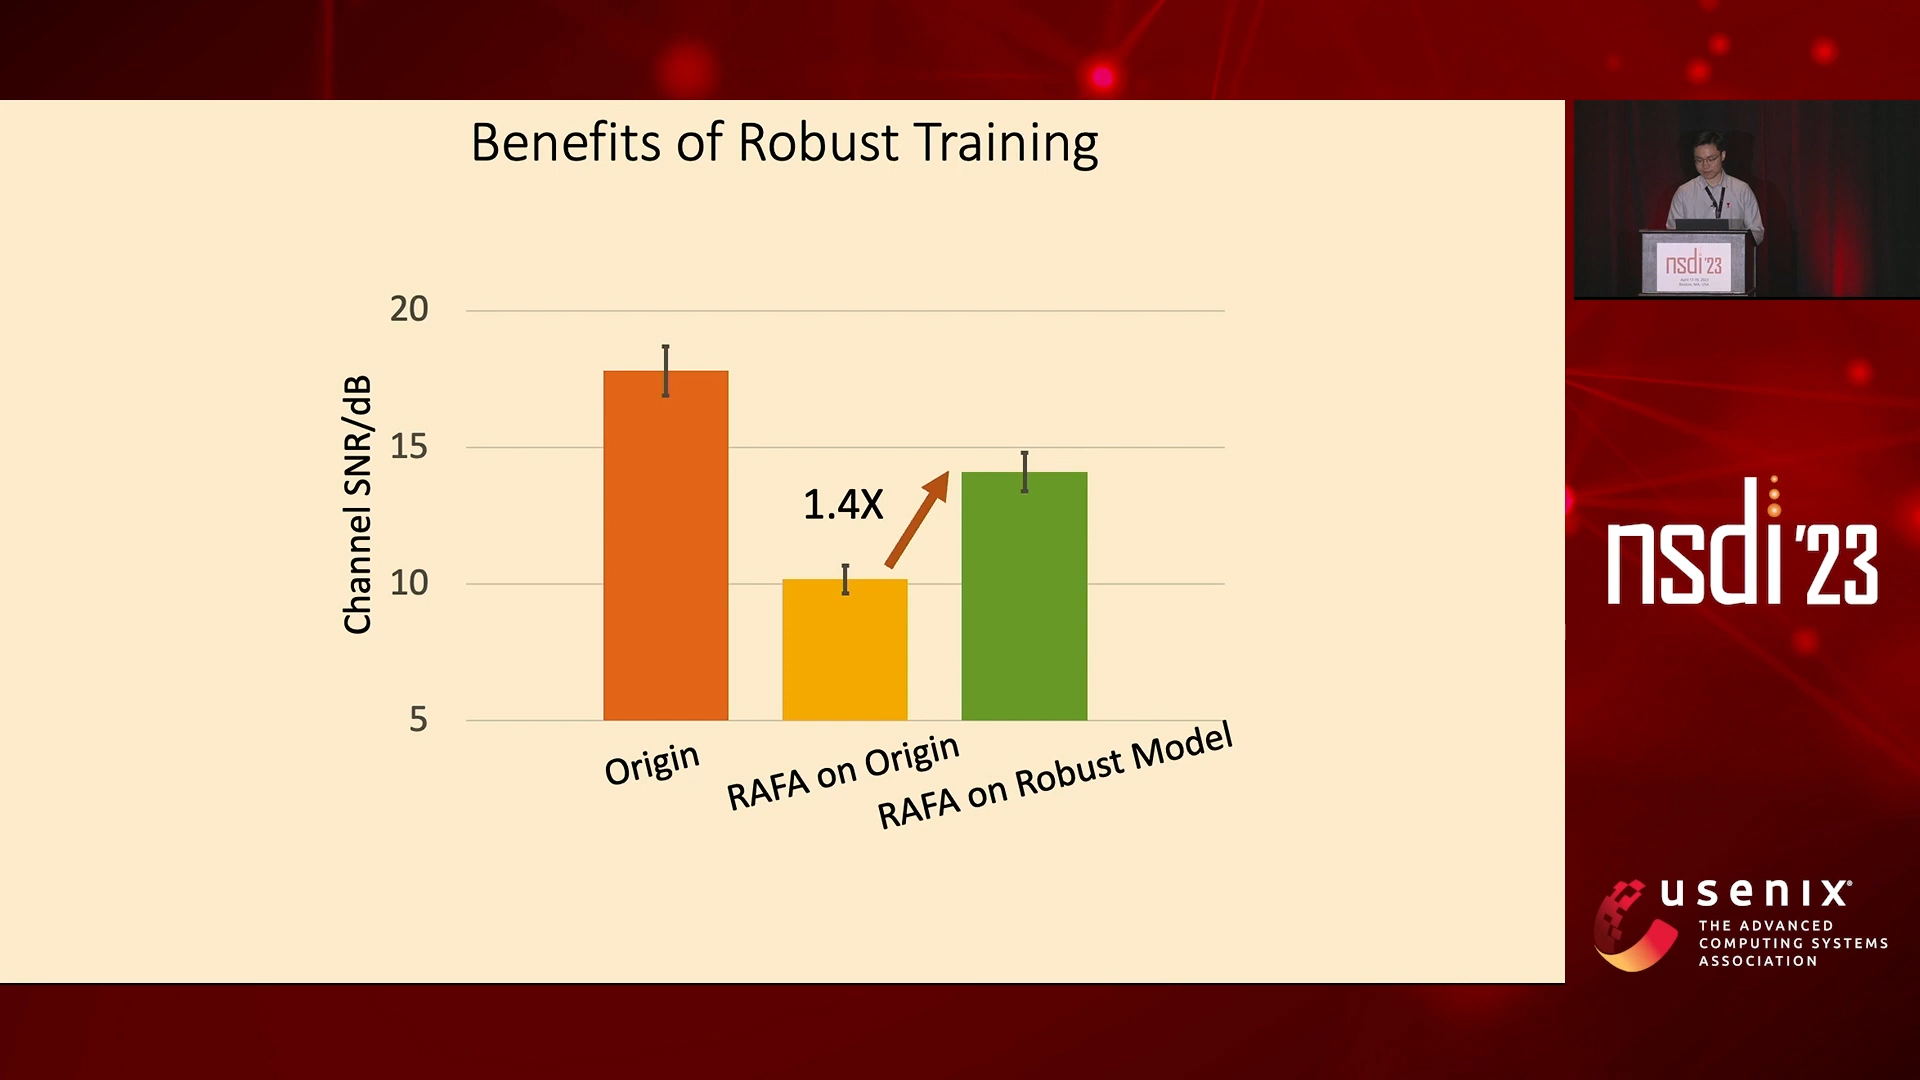 Benefits of Robust Training
20
15
10
5
Channel SNR/dB
1.4X
Origin
RAFA on Origin
RAFA on Robust Model
nsdi '23
nsdi '23
usenix®
THE ADVANCED
COMPUTING SYSTEMS
ASSOCIATION